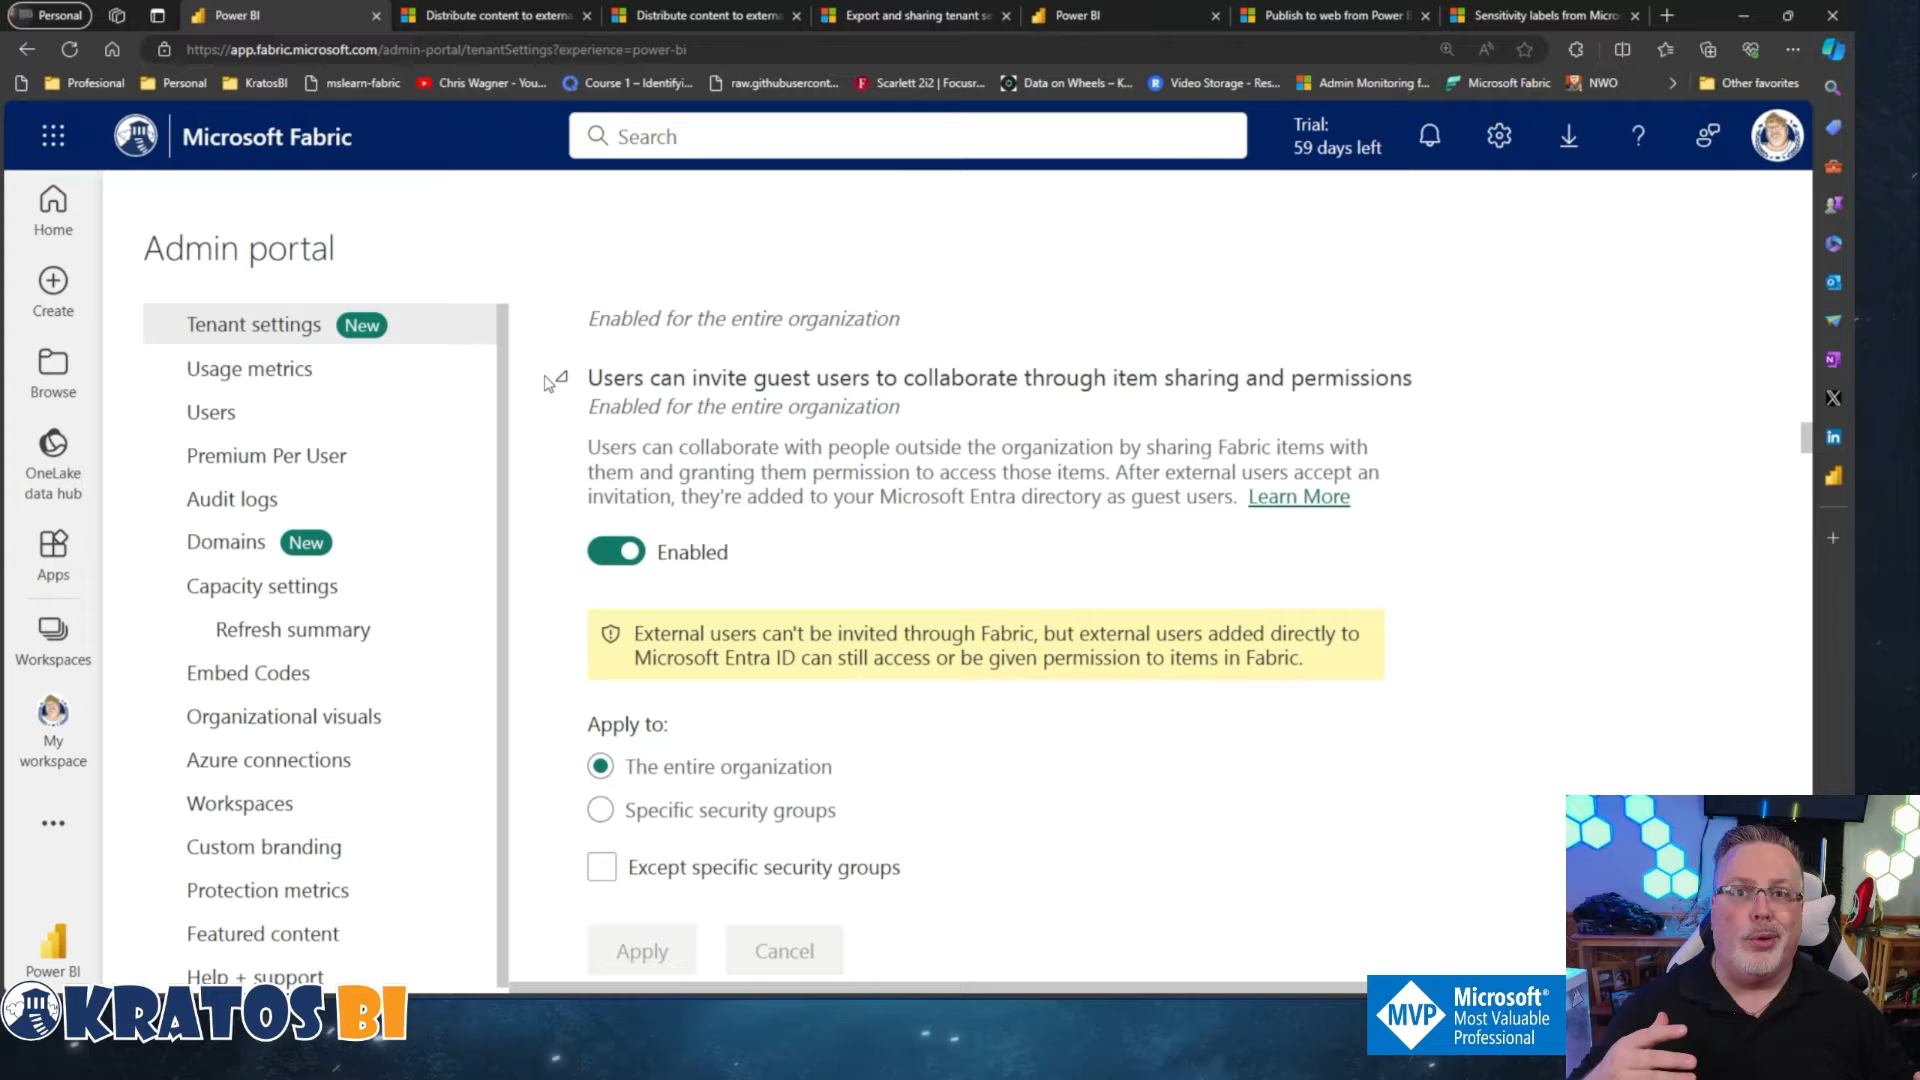 Personal
Power BI
Distribute content to externa
Distribute content to externa
Export and sharing tenant se
Power BI
Publish to web from Power B
Sensitivity labels from Micro
https://app.fabric.microsoft.com/admin-portal/tenantSettings?experience=power-bi
Profesional
Personal
KratosBI
mslearn-fabric
Chris Wagner - You...
Course 1 – Identifyi...
raw.githubusercont...
Scarlett 2i2 | Focusr...
Data on Wheels – K...
Video Storage - Res...
Admin Monitoring f...
Microsoft Fabric
NWO
Other favorites
Microsoft Fabric
Search
Trial:
59 days left
Home
Create
Browse
OneLake
data hub
Apps
Workspaces
My
workspace
Power BI
Admin portal
Tenant settings New
Usage metrics
Users
Premium Per User
Audit logs
Domains New
Capacity settings
Refresh summary
Embed Codes
Organizational visuals
Azure connections
Workspaces
Custom branding
Protection metrics
Featured content
Help + support
Enabled for the entire organization
Users can invite guest users to collaborate through item sharing and permissions
Enabled for the entire organization
Users can collaborate with people outside the organization by sharing Fabric items with
them and granting them permission to access those items. After external users accept an
invitation, they're added to your Microsoft Entra directory as guest users. Learn More
Enabled
External users can't be invited through Fabric, but external users added directly to
Microsoft Entra ID can still access or be given permission to items in Fabric.
Apply to:
The entire organization
Specific security groups
Except specific security groups
Apply
Cancel
KRATOS BI
MVP
Microsoft®
Most Valuable
Professional